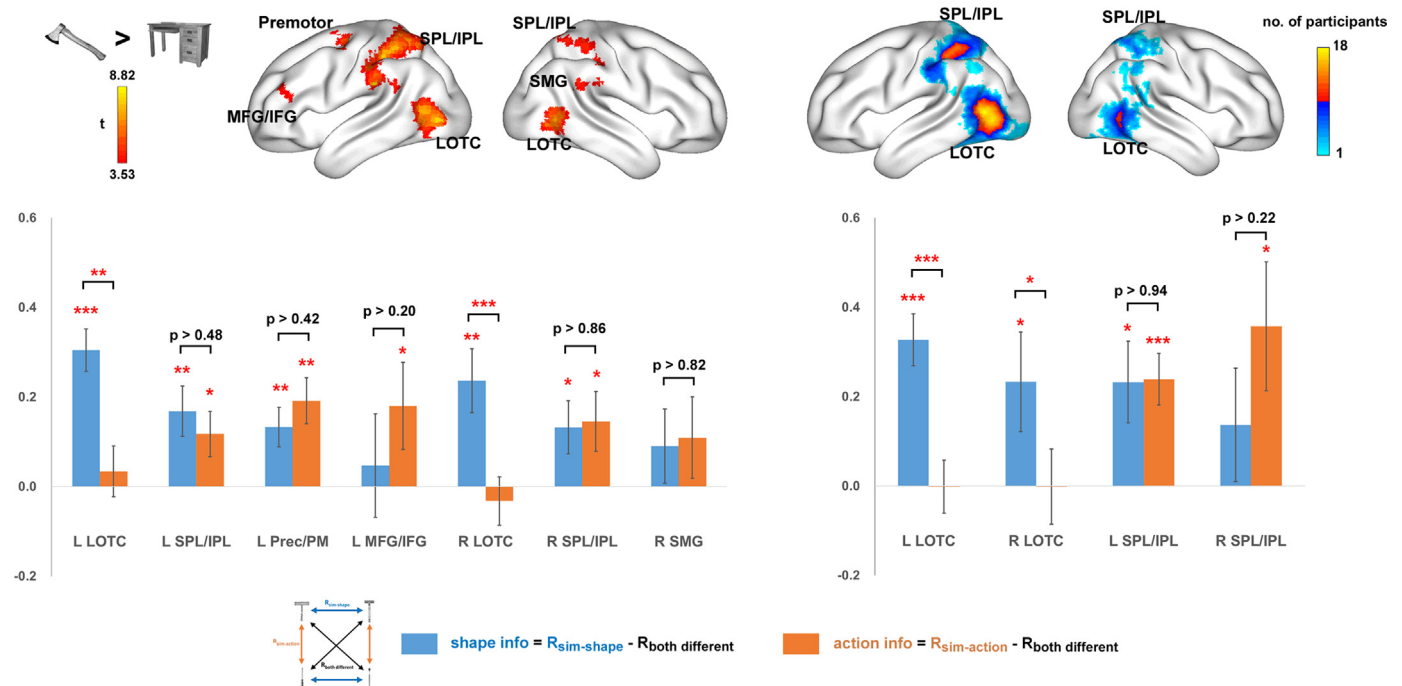 Premotor
SPL/IPL
MFG/IFG
LOTC
SPL/IPL
SMG
LOTC
>
8.82
t
3.53
SPL/IPL
LOTC
SPL/IPL
LOTC
no. of participants
18
1
0.6
0.4
0.2
0.0
-0.2
**
***
p > 0.48
**
*
p > 0.42
**
**
p > 0.20
*
***
**
p > 0.86
*
*
p > 0.82
L LOTC
L SPL/IPL
L Prec/PM
L MFG/IFG
R LOTC
R SPL/IPL
R SMG
0.6
0.4
0.2
0.0
-0.2
***
***
*
*
p > 0.94
*
***
p > 0.22
*
L LOTC
R LOTC
L SPL/IPL
R SPL/IPL
Rsim-shape
Rsim-action
Rboth different
shape info = Rsim-shape - Rboth different
action info = Rsim-action - Rboth different